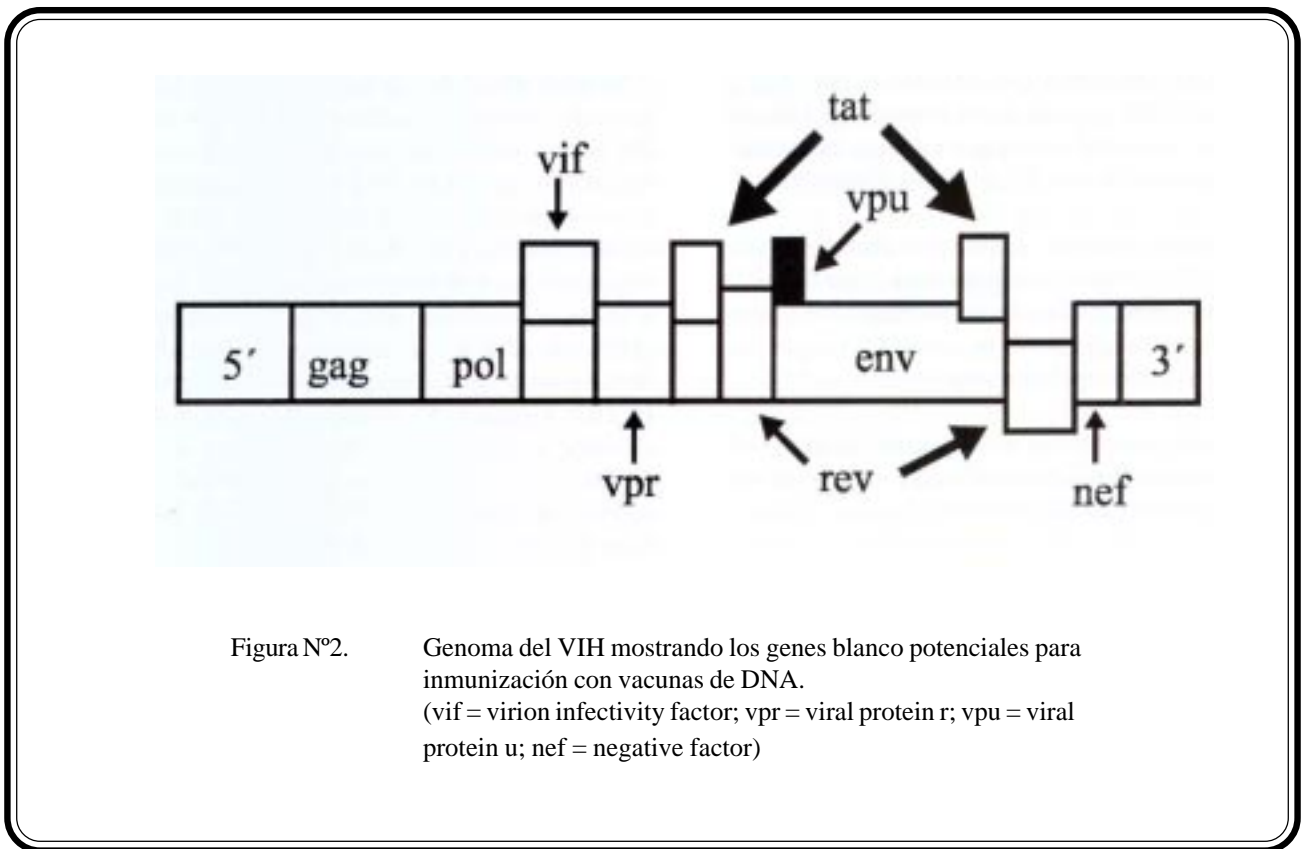 tat
vif
vpu
5´ gag pol env 3´
vpr rev nef
Figura Nº2. Genoma del VIH mostrando los genes blanco potenciales para
inmunización con vacunas de DNA.
(vif = virion infectivity factor; vpr = viral protein r; vpu = viral
protein u; nef = negative factor)